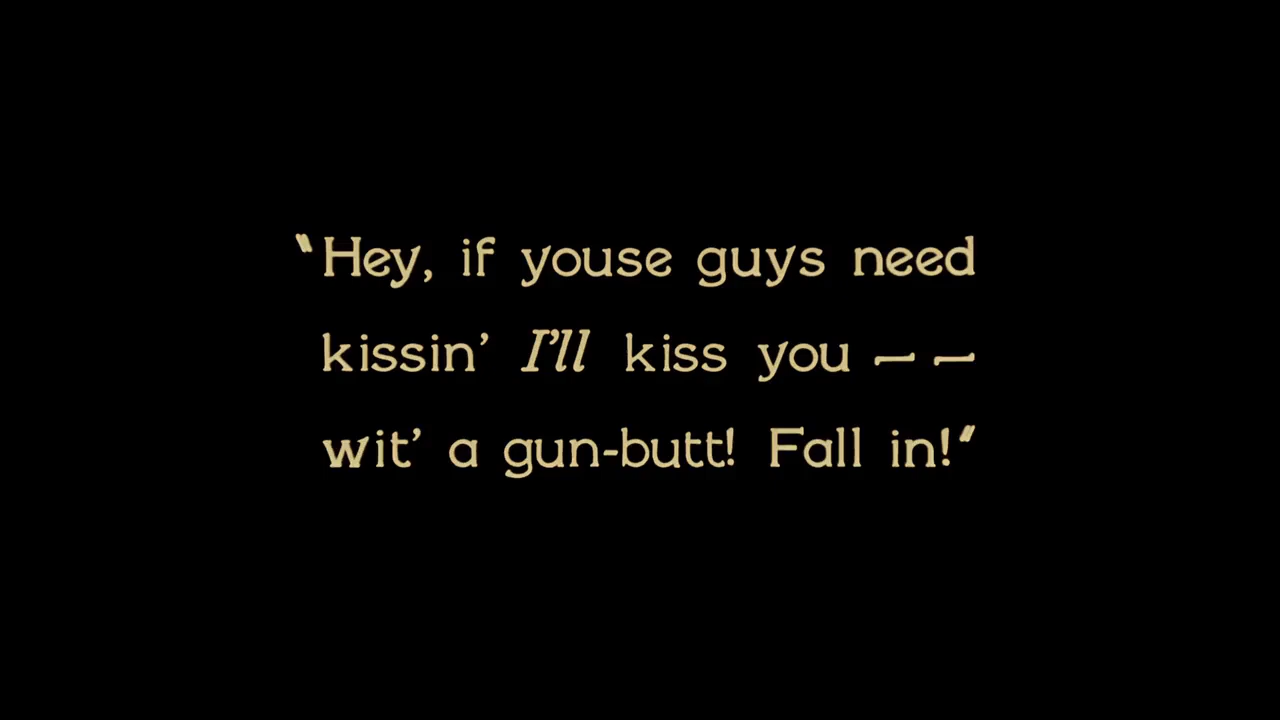 "Hey, if youse guys need
kissin' I'll kiss you — —
wit' a gun-butt! Fall in!"